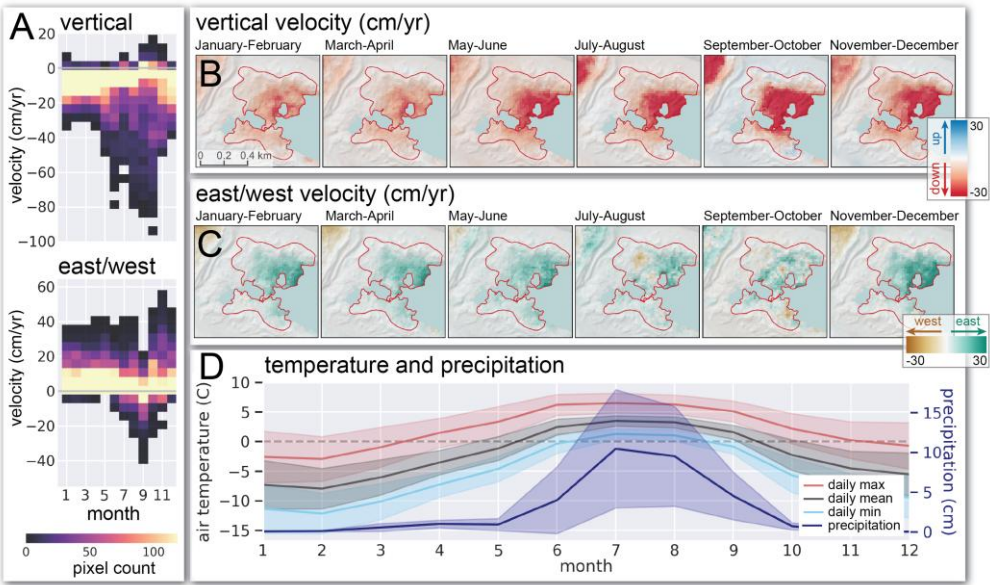 A
vertical
20
0
−20
−40
−60
−80
−100
velocity (cm/yr)
east/west
60
40
20
0
−20
−40
velocity (cm/yr)
1 3 5 7 9 11
month
0 50 100
pixel count
vertical velocity (cm/yr)
January-February March-April May-June July-August September-October November-December
B
0 0.2 0.4 km
up
down
30
-30
east/west velocity (cm/yr)
January-February March-April May-June July-August September-October November-December
C
west east
-30 30
D temperature and precipitation
air temperature (C)
10
5
0
−5
−10
−15
precipitation (cm)
15
10
5
0
daily max
daily mean
daily min
precipitation
1 2 3 4 5 6 7 8 9 10 11 12
month